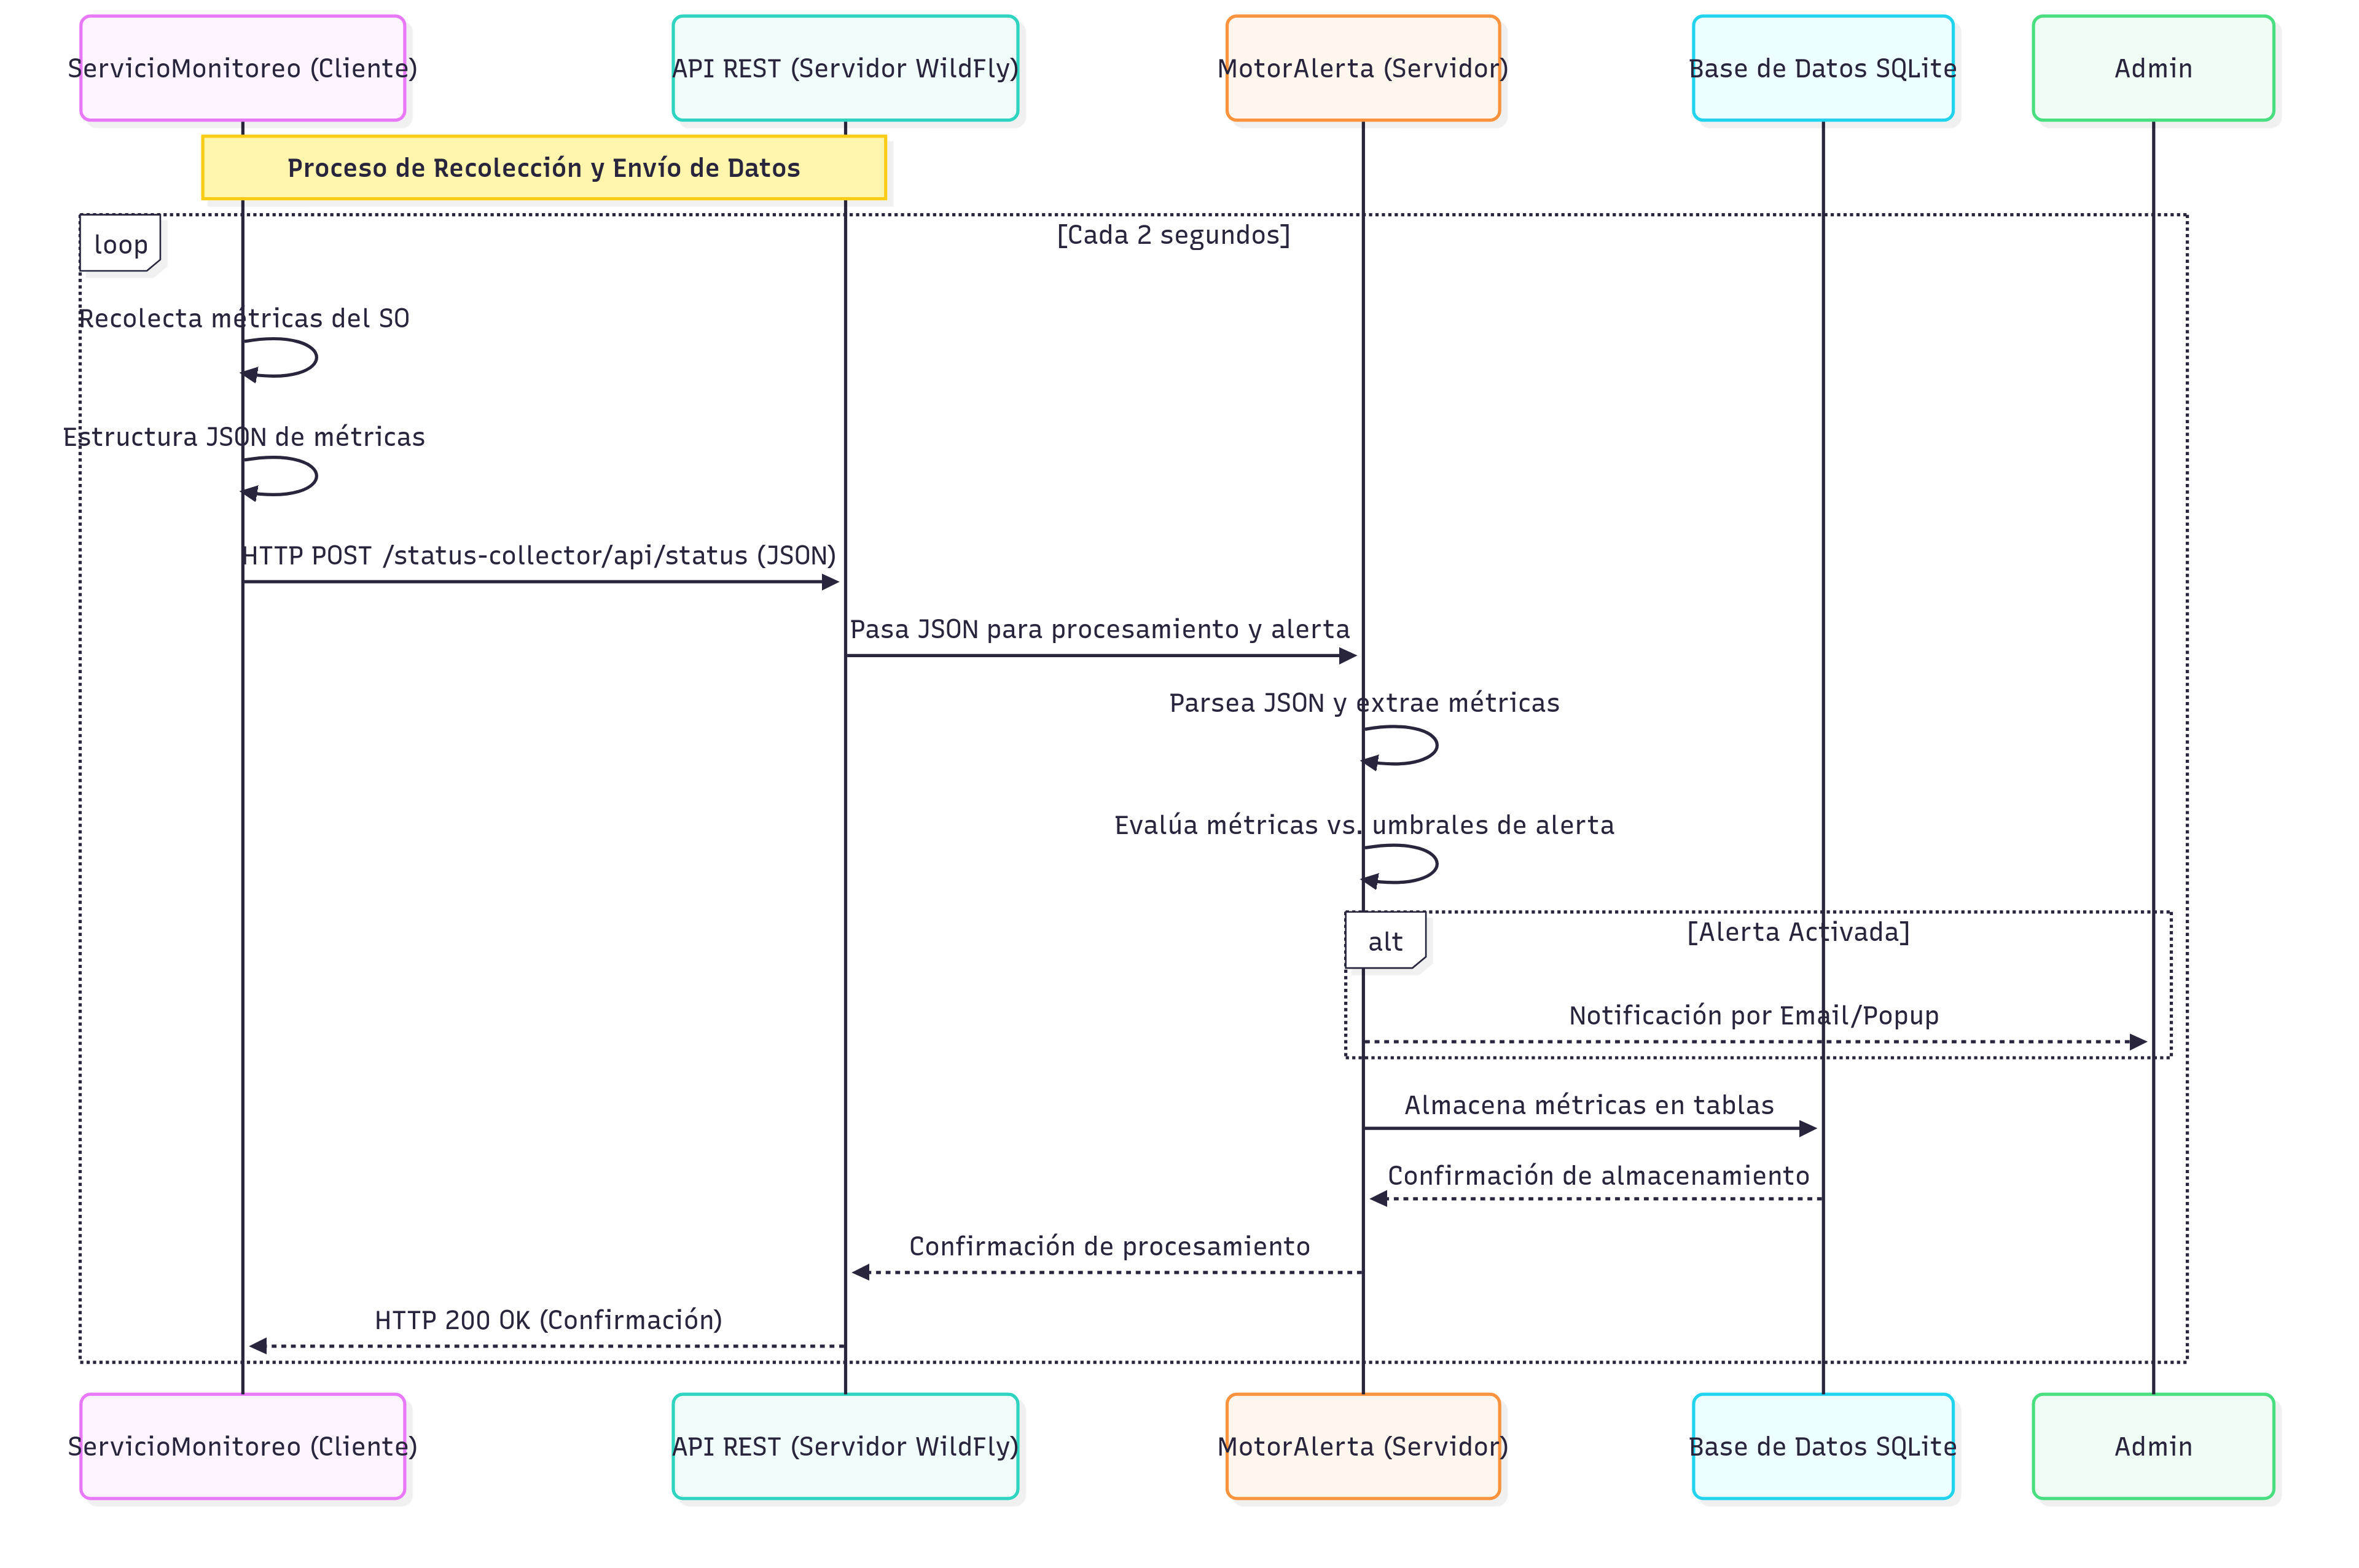 ServicioMonitoreo (Cliente)
API REST (Servidor WildFly)
MotorAlerta (Servidor)
Base de Datos SQLite
Admin
Proceso de Recolección y Envío de Datos
loop
[Cada 2 segundos]
Recolecta métricas del SO
Estructura JSON de métricas
HTTP POST /status-collector/api/status (JSON)
Pasa JSON para procesamiento y alerta
Parsea JSON y extrae métricas
Evalúa métricas vs. umbrales de alerta
alt
[Alerta Activada]
Notificación por Email/Popup
Almacena métricas en tablas
Confirmación de almacenamiento
Confirmación de procesamiento
HTTP 200 OK (Confirmación)
ServicioMonitoreo (Cliente)
API REST (Servidor WildFly)
MotorAlerta (Servidor)
Base de Datos SQLite
Admin